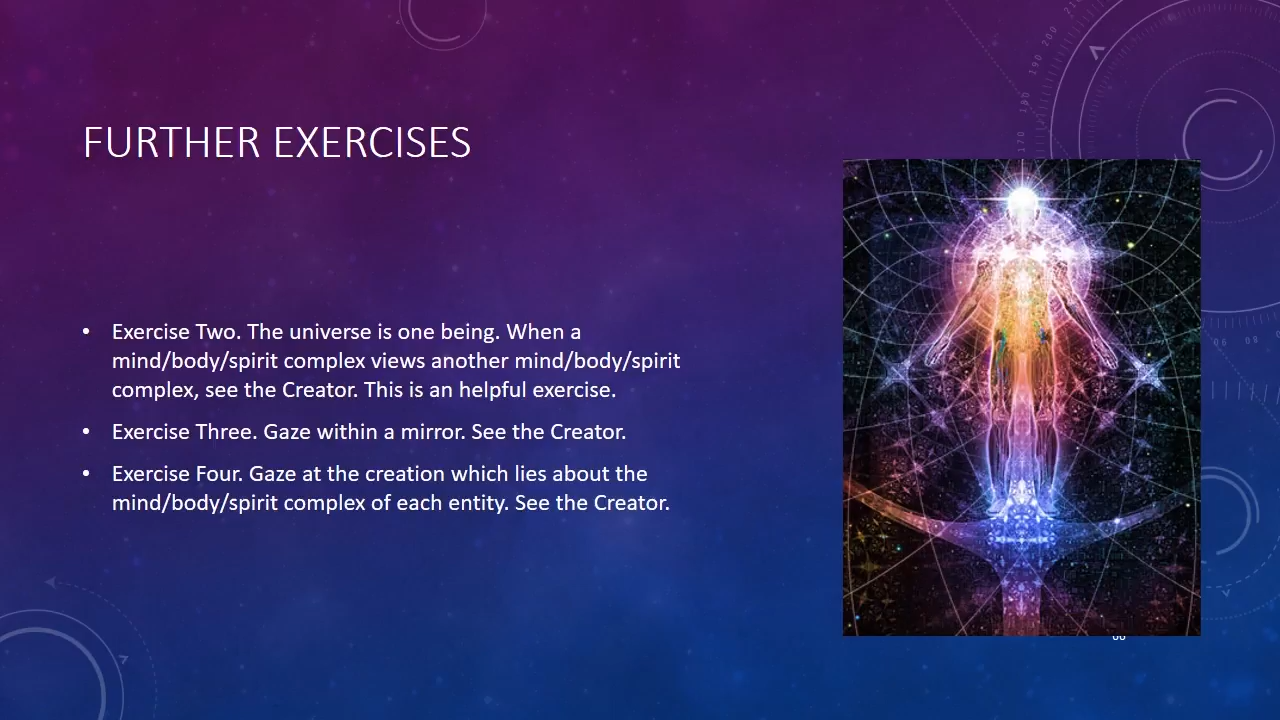 FURTHER EXERCISES
• Exercise Two. The universe is one being. When a
mind/body/spirit complex views another mind/body/spirit
complex, see the Creator. This is an helpful exercise.
• Exercise Three. Gaze within a mirror. See the Creator.
• Exercise Four. Gaze at the creation which lies about the
mind/body/spirit complex of each entity. See the Creator.